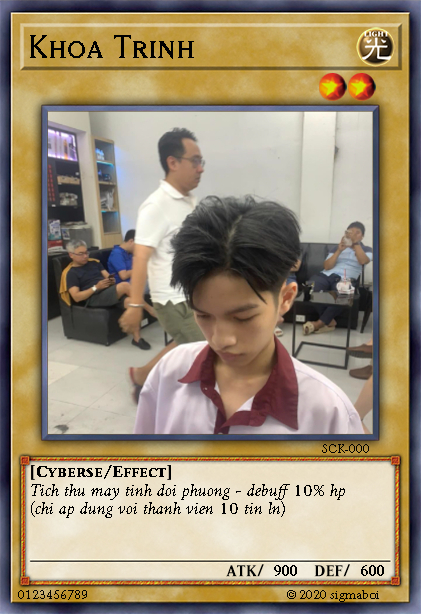 Khoa Trinh
LIGHT
光
SCK-000
[Cyberse/Effect]
Tich thu may tinh doi phuong - debuff 10% hp
(chi ap dung voi thanh vien 10 tin ln)
ATK/ 900 DEF/ 600
0123456789 © 2020 sigmaboi